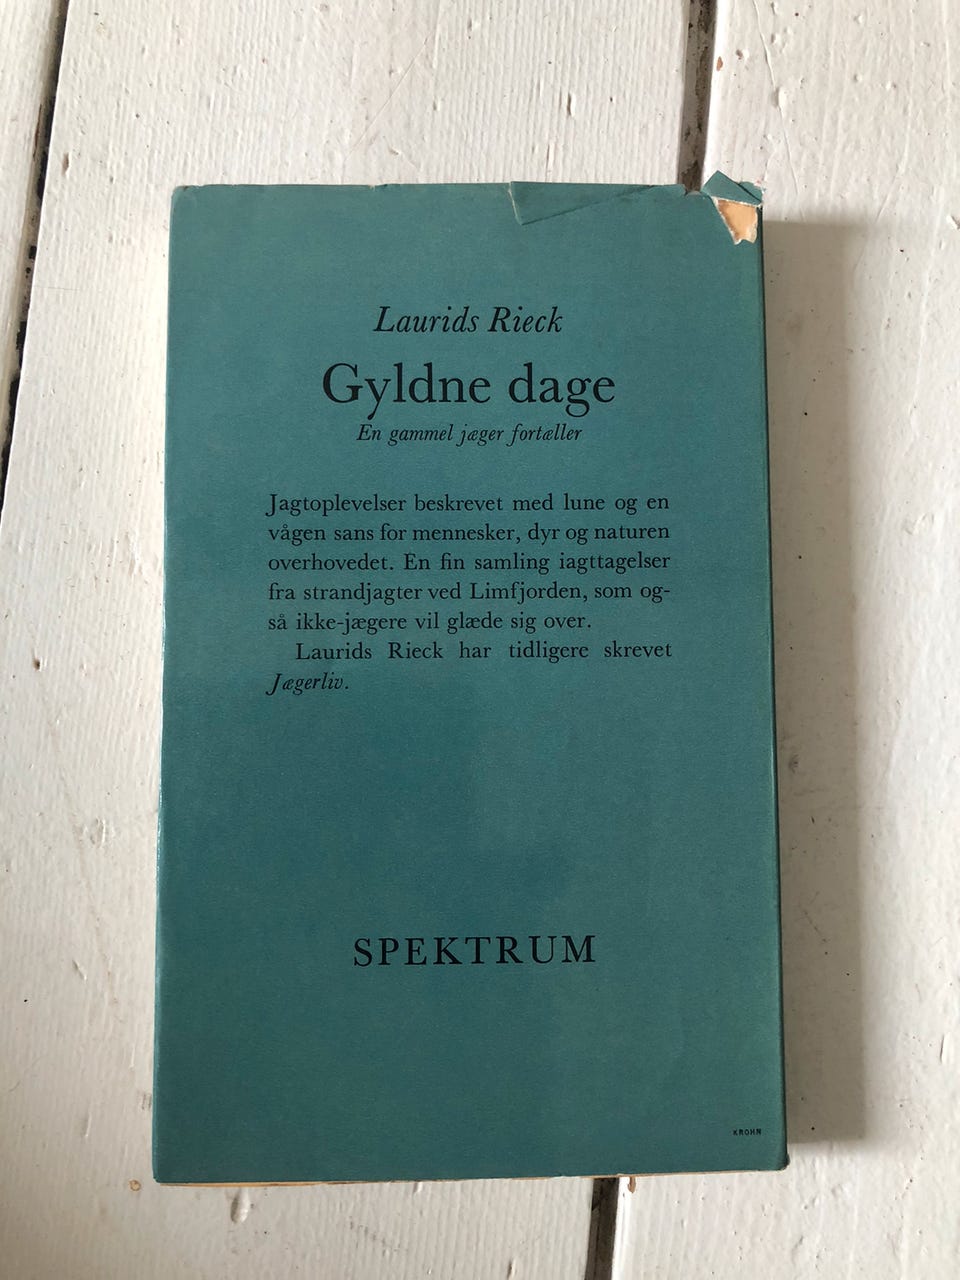 Laurids Rieck
Gyldne dage
En gammel jæger fortæller
Jagtoplevelser beskrevet med lune og en
vågen sans for mennesker, dyr og naturen
overhovedet. En fin samling iagttagelser
fra strandjagter ved Limfjorden, som og-
så ikke-jægere vil glæde sig over.
Laurids Rieck har tidligere skrevet
Jægerliv.
SPEKTRUM
KROHN